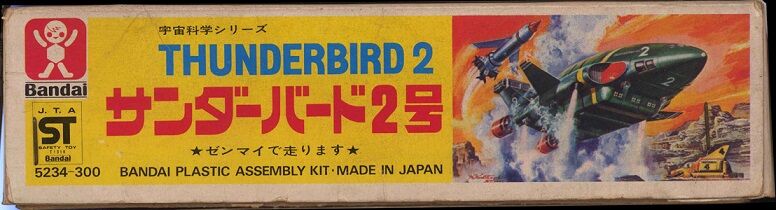 宇宙科学シリーズ
THUNDERBIRD 2
サンダーバード2号
★ゼンマイで走ります★
BANDAI PLASTIC ASSEMBLY KIT·MADE IN JAPAN
Bandai
J.T.A
ST
SAFETY TOY
Bandai
5234-300
2
2